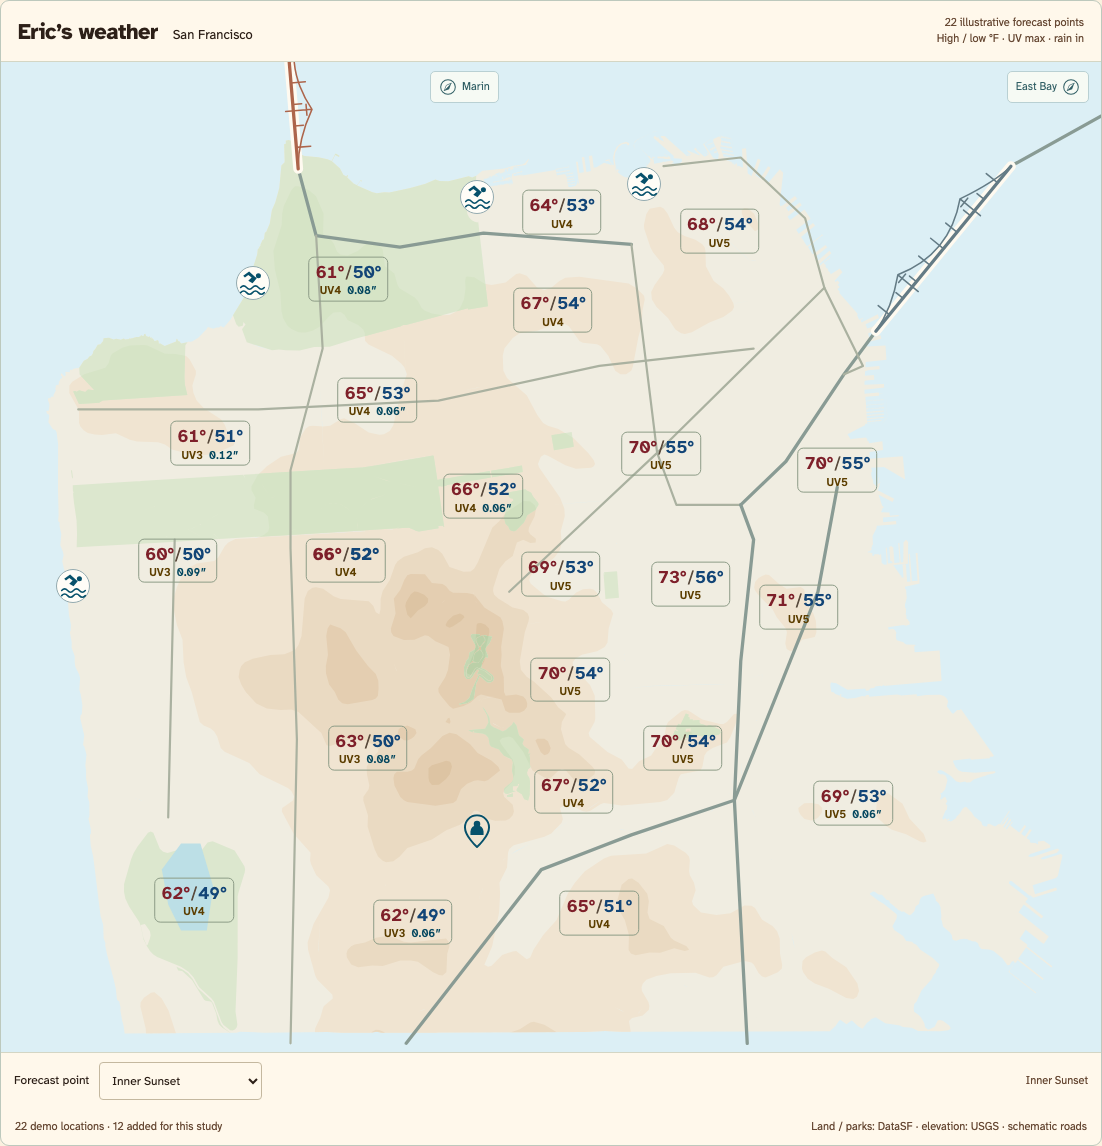 Eric's weather San Francisco
22 illustrative forecast points
High / low °F · UV max · rain in
Marin
East Bay
64°/53°
UV4
68°/54°
UV5
61°/50°
UV4 0.08″
67°/54°
UV4
65°/53°
UV4 0.06″
61°/51°
UV3 0.12″
70°/55°
UV5
70°/55°
UV5
66°/52°
UV4 0.06″
60°/50°
UV3 0.09″
66°/52°
UV4
69°/53°
UV5
73°/56°
UV5
71°/55°
UV5
70°/54°
UV5
63°/50°
UV3 0.08″
70°/54°
UV5
67°/52°
UV4
69°/53°
UV5 0.06″
62°/49°
UV4
62°/49°
UV3 0.06″
65°/51°
UV4
Forecast point Inner Sunset
Inner Sunset
22 demo locations · 12 added for this study
Land / parks: DataSF · elevation: USGS · schematic roads